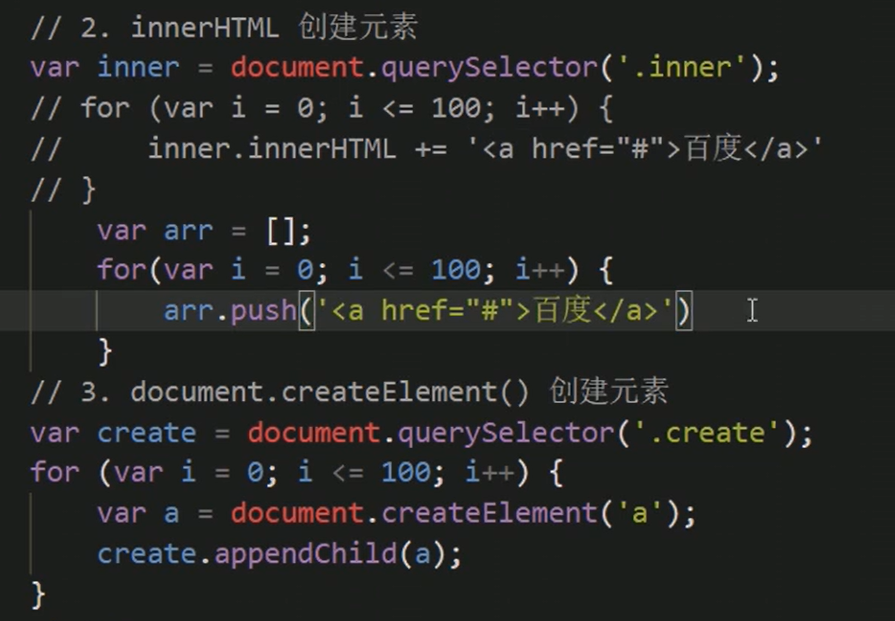 // 2. innerHTML 创建元素
var inner = document.querySelector('.inner');
// for (var i = 0; i <= 100; i++) {
//     inner.innerHTML += '<a href="#">百度</a>'
// }
    var arr = [];
    for(var i = 0; i <= 100; i++) {
        arr.push('<a href="#">百度</a>')
    }
// 3. document.createElement() 创建元素
var create = document.querySelector('.create');
for (var i = 0; i <= 100; i++) {
    var a = document.createElement('a');
    create.appendChild(a);
}